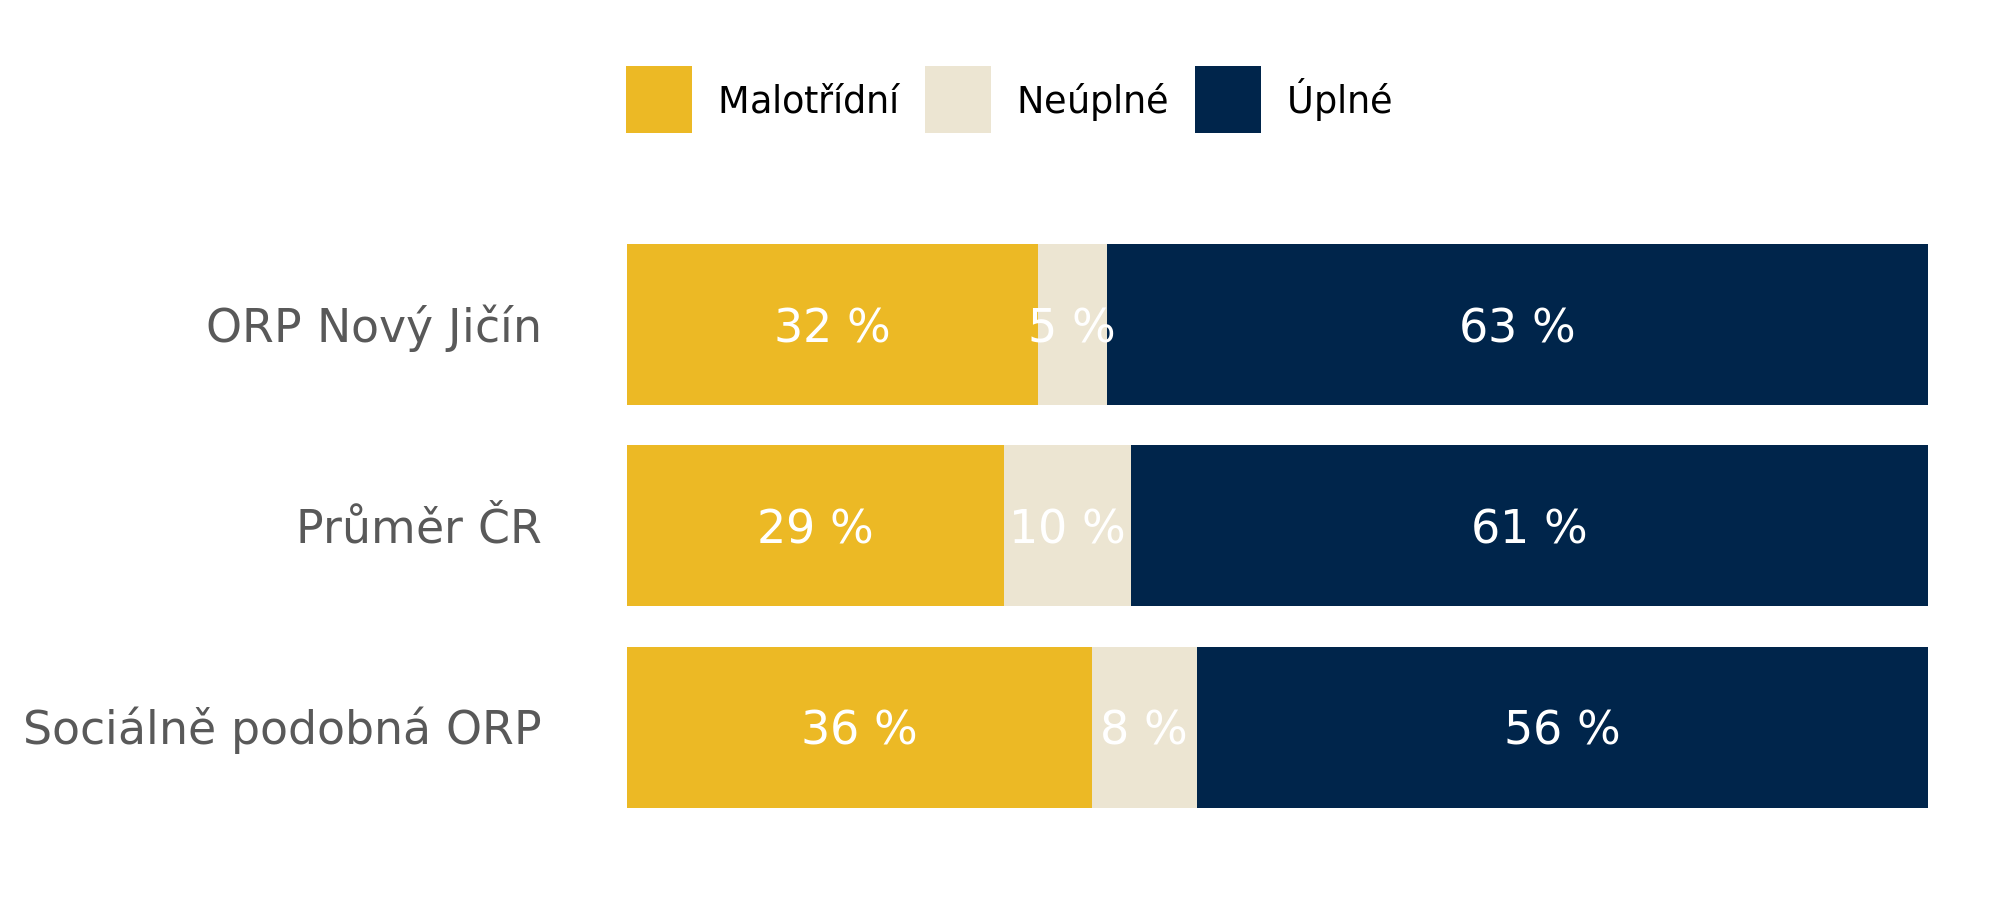 Malotřídní Neúplné Úplné
ORP Nový Jičín 32 % 5 % 63 %
Průměr ČR 29 % 10 % 61 %
Sociálně podobná ORP 36 % 8 % 56 %